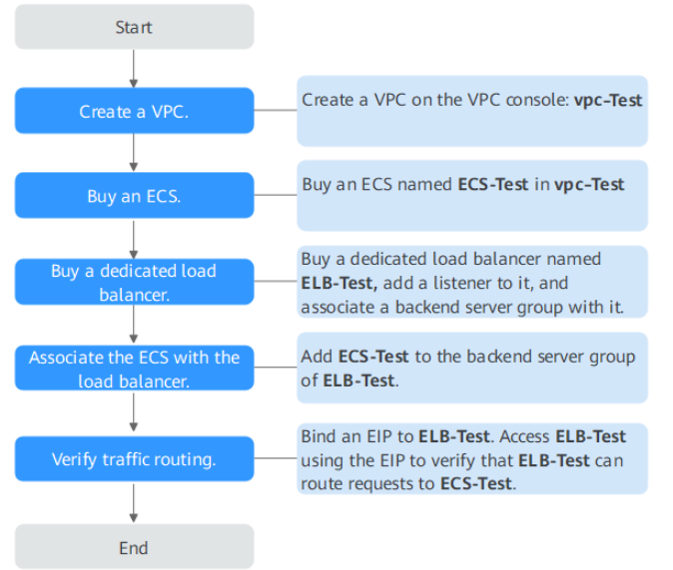 Start
Create a VPC.
Create a VPC on the VPC console: vpc-Test
Buy an ECS.
Buy an ECS named ECS-Test in vpc-Test
Buy a dedicated load
balancer.
Buy a dedicated load balancer named
ELB-Test, add a listener to it, and
associate a backend server group with it.
Associate the ECS with the
load balancer.
Add ECS-Test to the backend server group
of ELB-Test.
Verify traffic routing.
Bind an EIP to ELB-Test. Access ELB-Test
using the EIP to verify that ELB-Test can
route requests to ECS-Test.
End